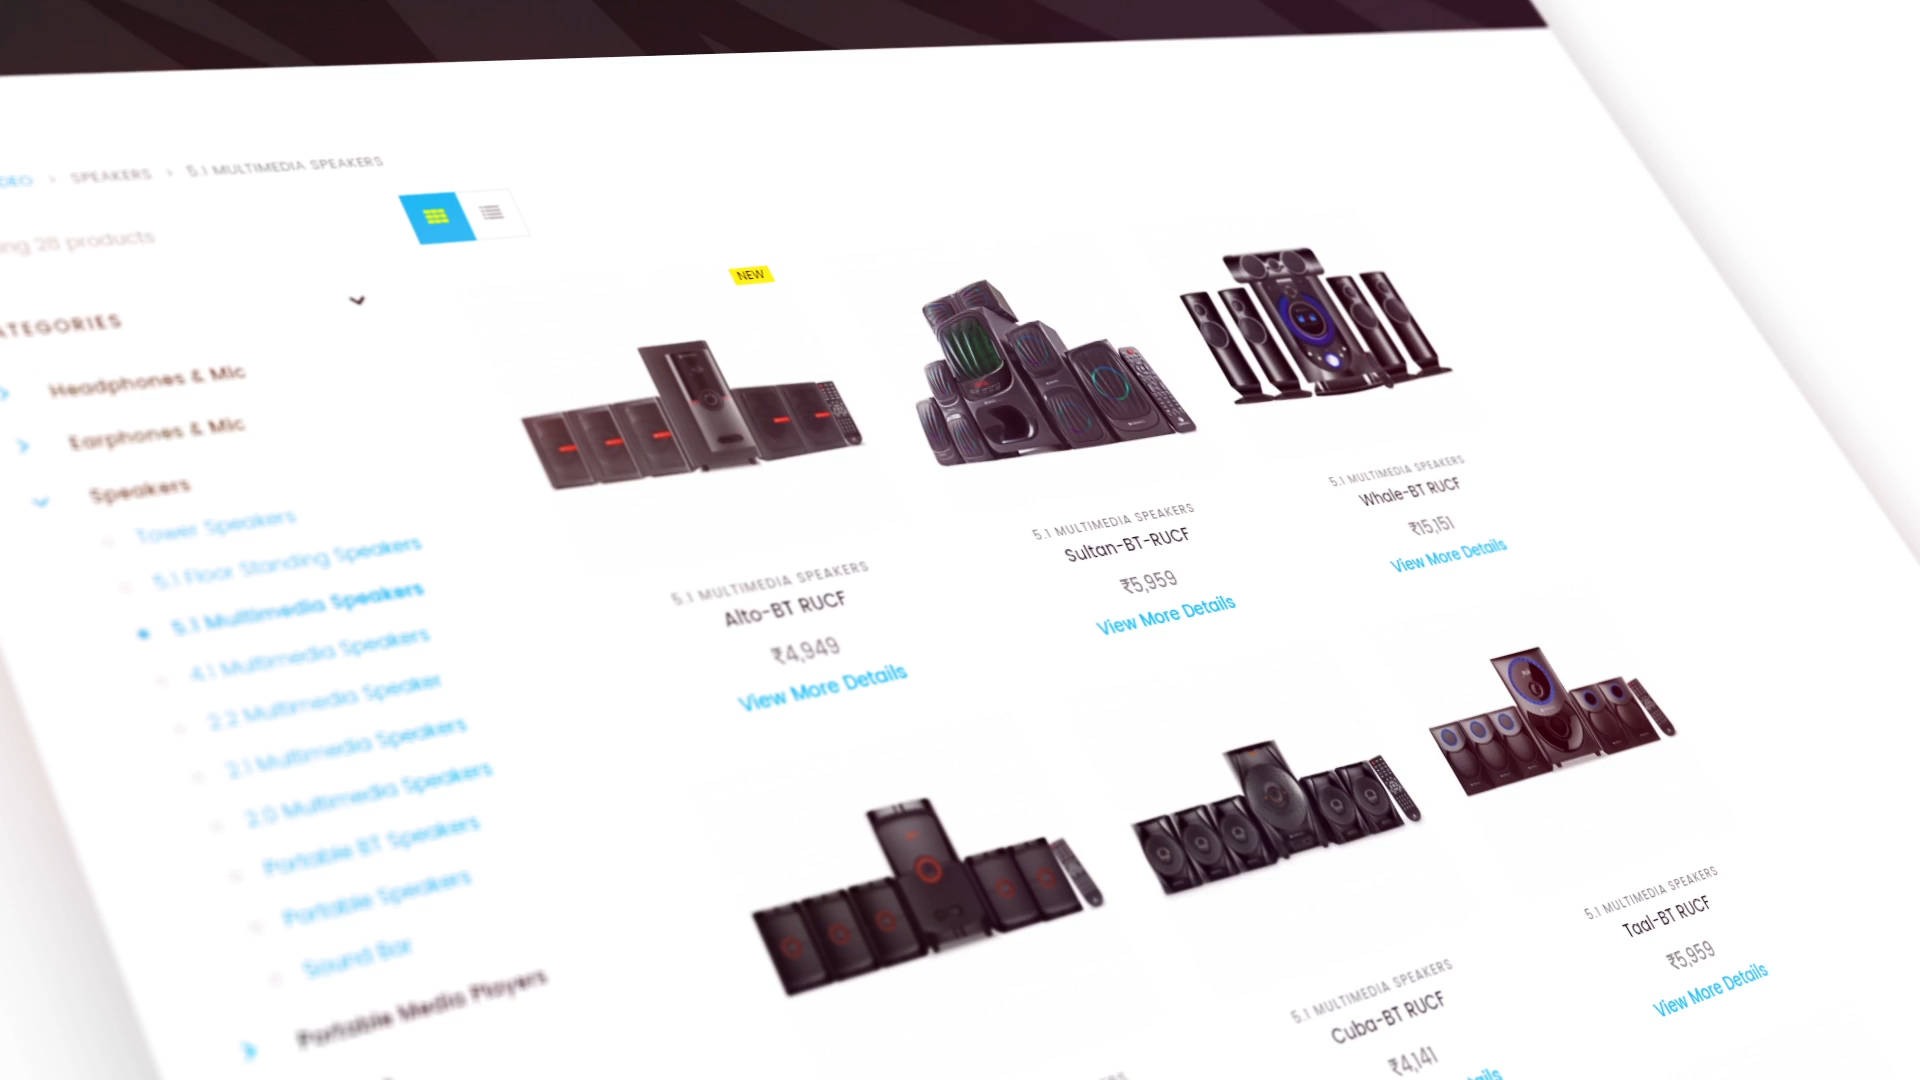 DEO > SPEAKERS > 5.1 MULTIMEDIA SPEAKERS
ing 28 products
ATEGORIES
Headphones & Mic
Earphones & Mic
Speakers
Tower Speakers
5.1 Floor Standing Speakers
5.1 Multimedia Speakers
4.1 Multimedia Speakers
2.2 Multimedia Speaker
2.1 Multimedia Speakers
2.0 Multimedia Speakers
Portable BT Speakers
Portable Speakers
Sound Bar
Portable Media Players
NEW
5.1 MULTIMEDIA SPEAKERS
Alto-BT RUCF
₹4,949
View More Details
5.1 MULTIMEDIA SPEAKERS
Sultan-BT-RUCF
₹5,959
View More Details
5.1 MULTIMEDIA SPEAKERS
Whale-BT RUCF
₹15,151
View More Details
5.1 MULTIMEDIA SPEAKERS
Cuba-BT RUCF
₹4,141
ails
5.1 MULTIMEDIA SPEAKERS
Taal-BT RUCF
₹5,959
View More Details